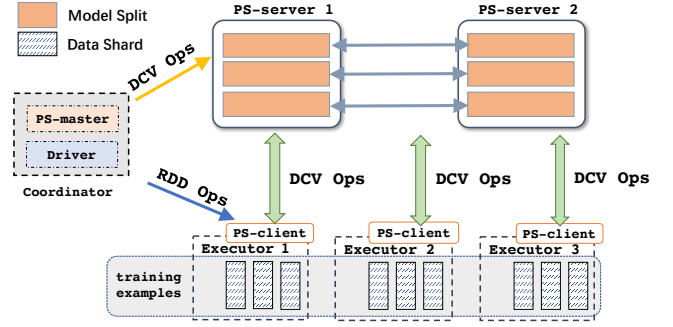 Model Split
Data Shard
PS-server 1
PS-server 2
DCV Ops
PS-master
Driver
Coordinator
RDD Ops
DCV Ops
DCV Ops
DCV Ops
PS-client
PS-client
PS-client
Executor 1
Executor 2
Executor 3
training
examples